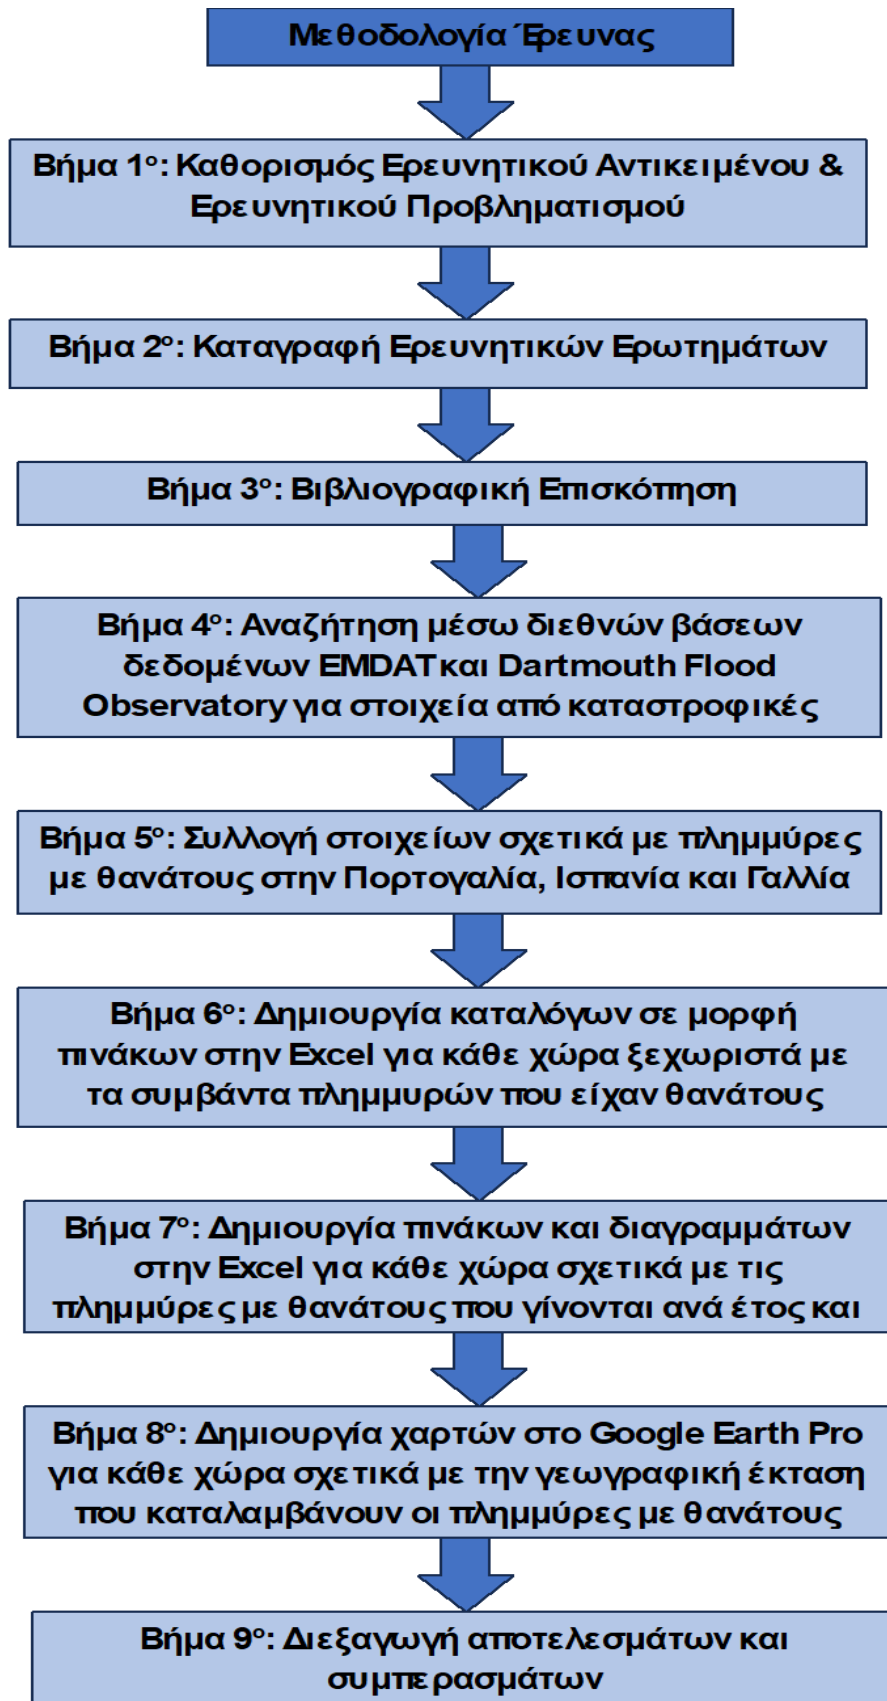 Μεθοδολογία Έρευνας
Βήμα 1ο: Καθορισμός Ερευνητικού Αντικειμένου &
Ερευνητικού Προβληματισμού
Βήμα 2ο: Καταγραφή Ερευνητικών Ερωτημάτων
Βήμα 3ο: Βιβλιογραφική Επισκόπηση
Βήμα 4ο: Αναζήτηση μέσω διεθνών βάσεων
δεδομένων EMDAT και Dartmouth Flood
Observatory για στοιχεία από καταστροφικές
Βήμα 5ο: Συλλογή στοιχείων σχετικά με πλημμύρες
με θανάτους στην Πορτογαλία, Ισπανία και Γαλλία
Βήμα 6ο: Δημιουργία καταλόγων σε μορφή
πινάκων στην Excel για κάθε χώρα ξεχωριστά με
τα συμβάντα πλημμυρών που είχαν θανάτους
Βήμα 7ο: Δημιουργία πινάκων και διαγραμμάτων
στην Excel για κάθε χώρα σχετικά με τις
πλημμύρες με θανάτους που γίνονται ανά έτος και
Βήμα 8ο: Δημιουργία χαρτών στο Google Earth Pro
για κάθε χώρα σχετικά με την γεωγραφική έκταση
που καταλαμβάνουν οι πλημμύρες με θανάτους
Βήμα 9ο: Διεξαγωγή αποτελεσμάτων και
συμπερασμάτων